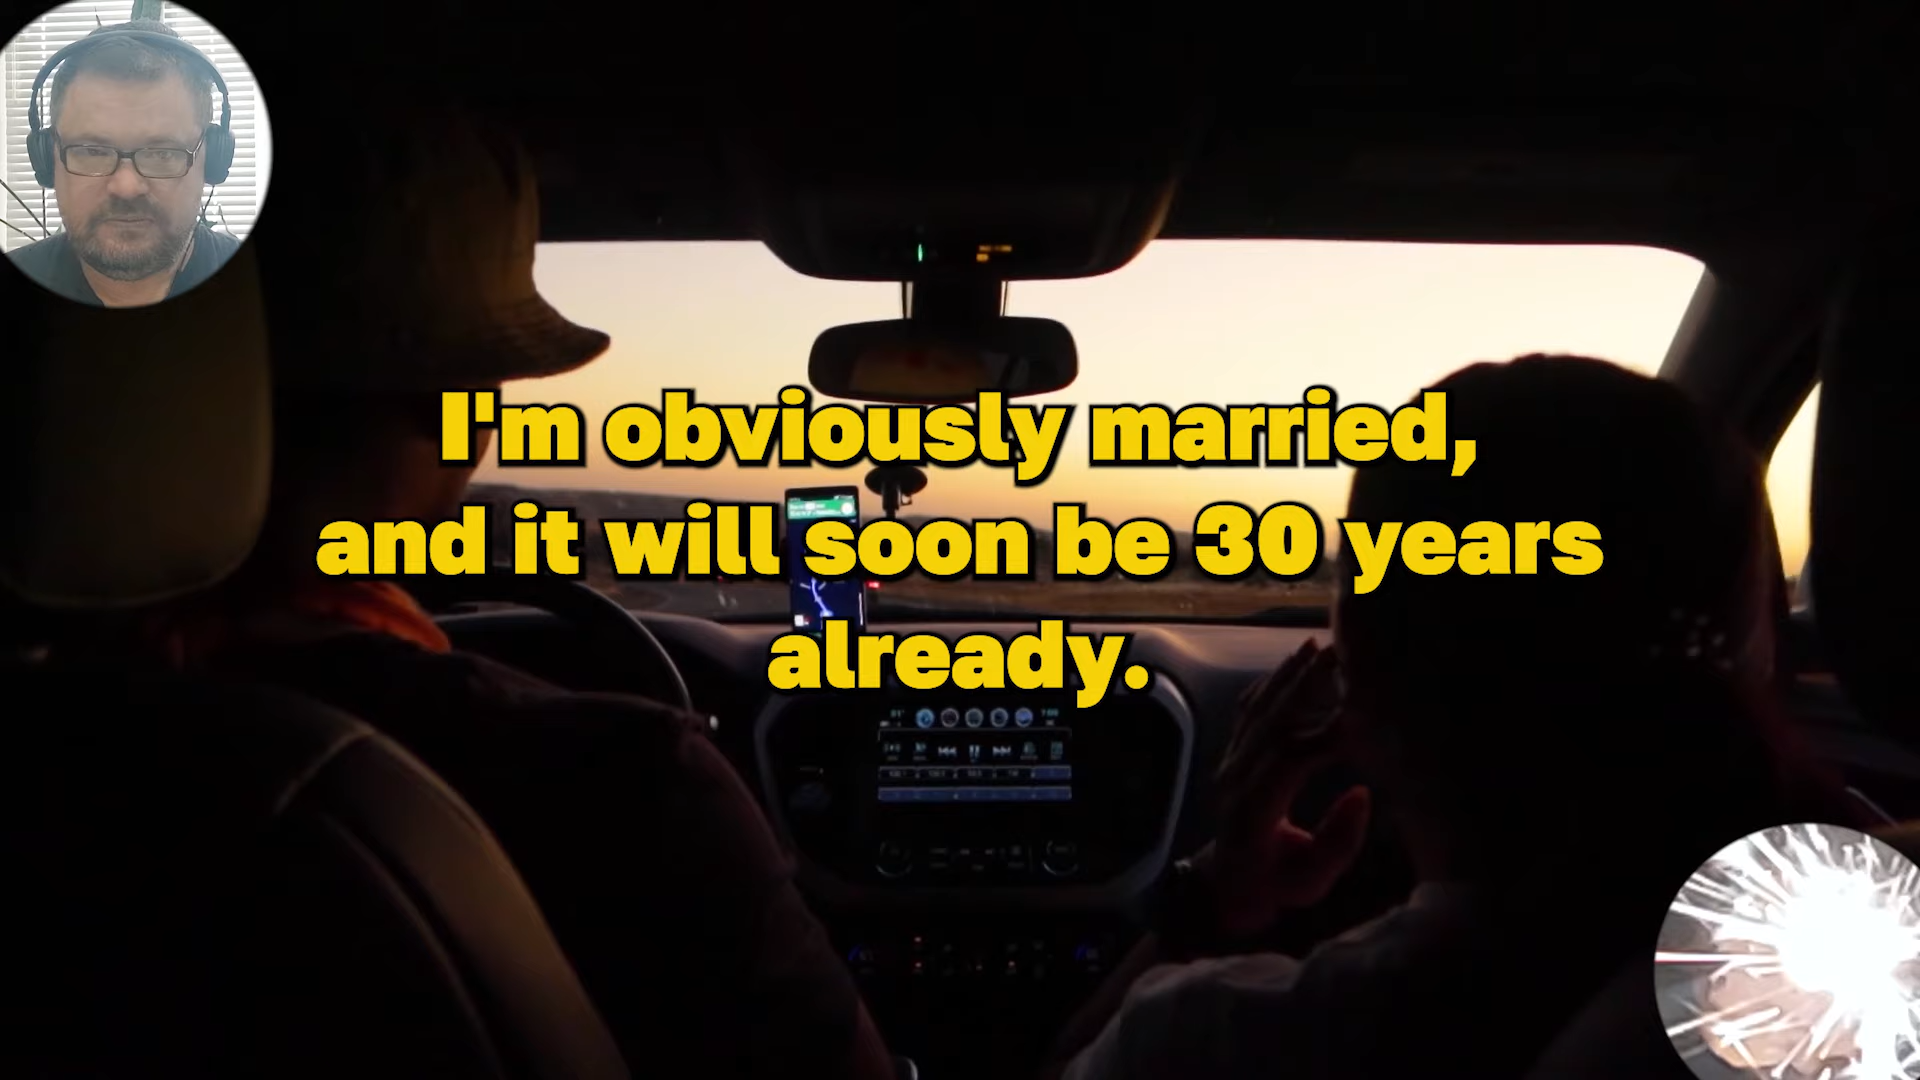 I'm obviously married,
and it will soon be 30 years
already.